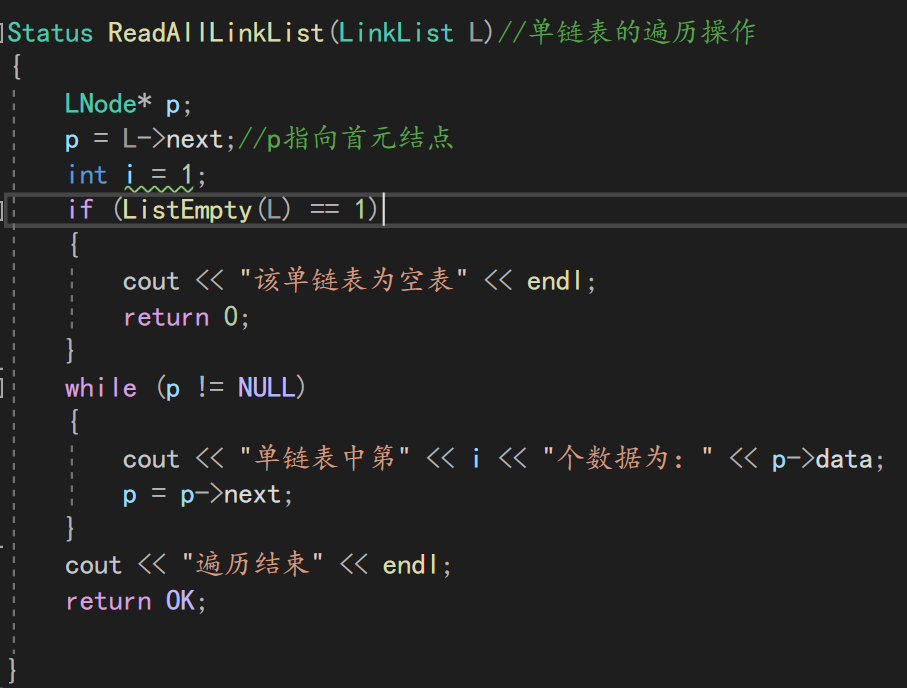 Status ReadAllLinkList(LinkList L)//单链表的遍历操作
{
LNode* p;
p = L->next;//p指向首元结点
int i = 1;
if (ListEmpty(L) == 1)
{
cout << "该单链表为空表" << endl;
return 0;
}
while (p != NULL)
{
cout << "单链表中第" << i << "个数据为：" << p->data;
p = p->next;
}
cout << "遍历结束" << endl;
return OK;
}